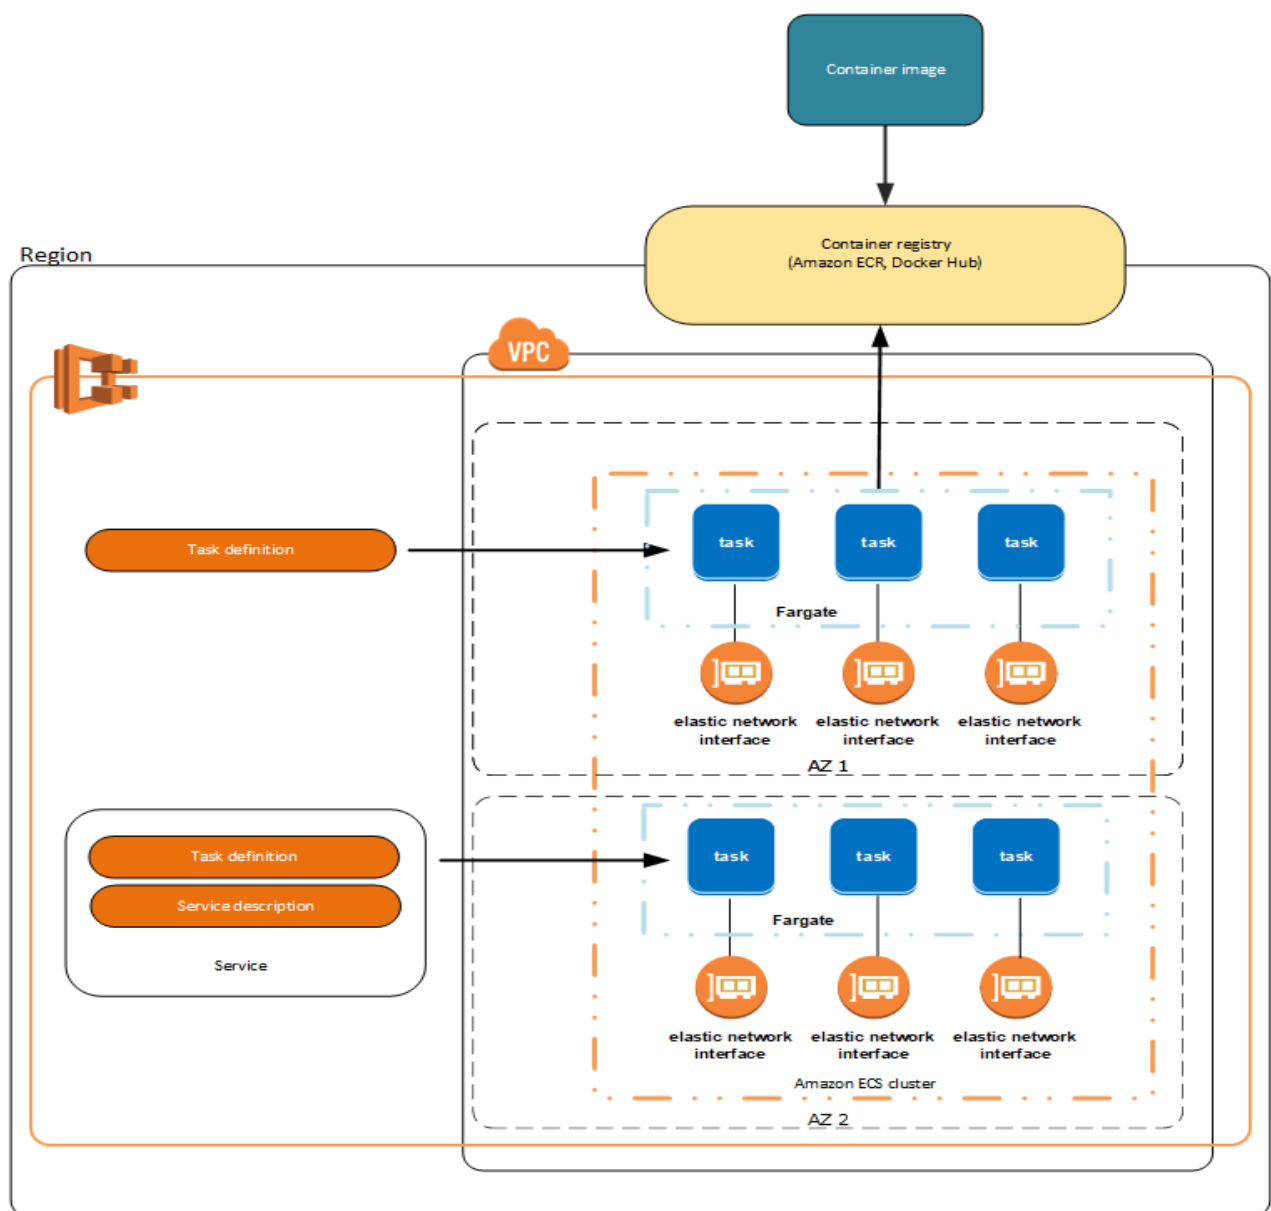 Container image
Container registry
(Amazon ECR, Docker Hub)
Region
VPC
task
task
task
Task definition
Fargate
elastic network
interface
elastic network
interface
elastic network
interface
AZ 1
task
task
task
Task definition
Service description
Fargate
Service
elastic network
interface
elastic network
interface
elastic network
interface
Amazon ECS cluster
AZ 2